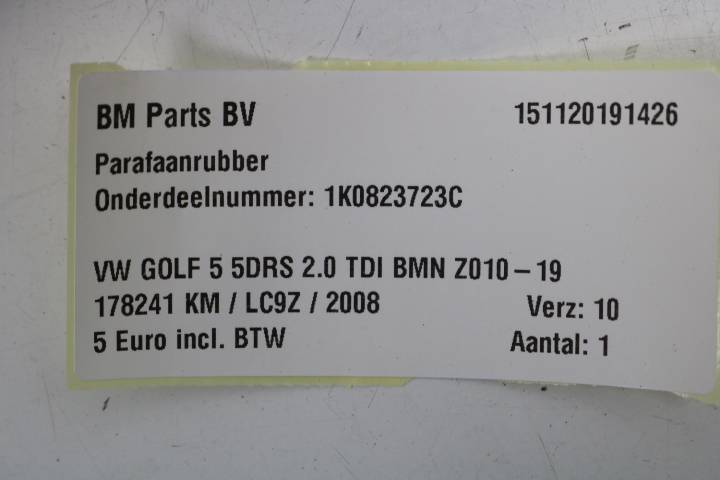 BM Parts BV 151120191426
Parafaanrubber
Onderdeelnummer: 1K0823723C
VW GOLF 5 5DRS 2.0 TDI BMN Z010-19
178241 KM / LC9Z / 2008 Verz: 10
5 Euro incl. BTW Aantal: 1